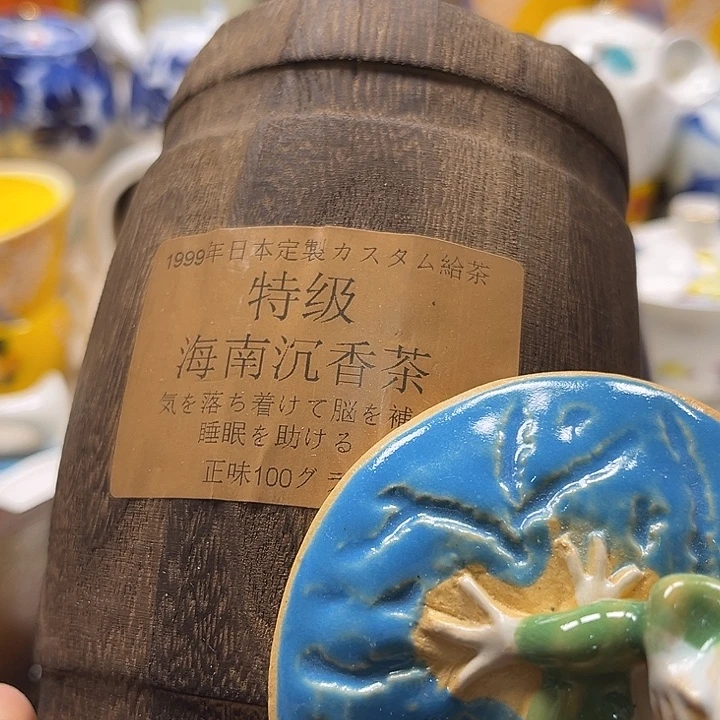 1999年日本定製カスタム給茶
特级
海南沉香茶
気を落ち着けて脳を補
睡眠を助ける
正味100グ